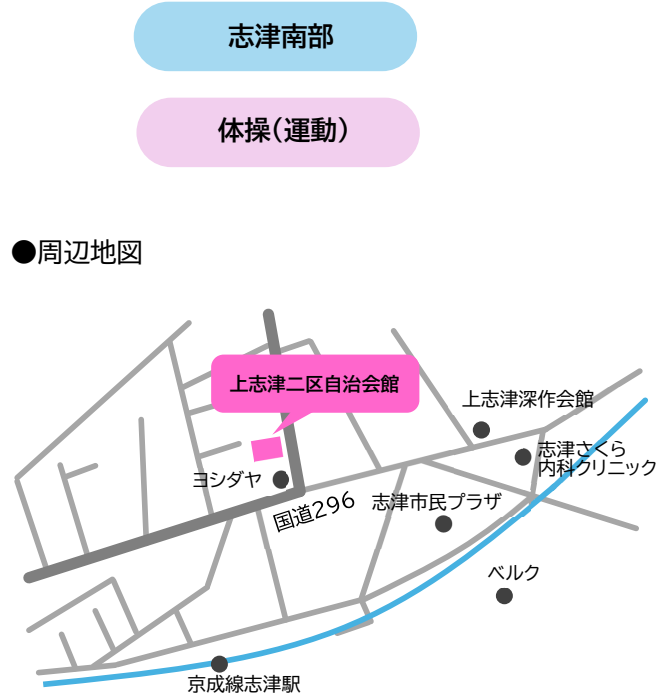 志津南部
体操(運動)
●周辺地図
上志津二区自治会館
上志津深作会館
志津さくら
内科クリニック
ヨシダヤ
国道296
志津市民プラザ
ベルク
京成線志津駅